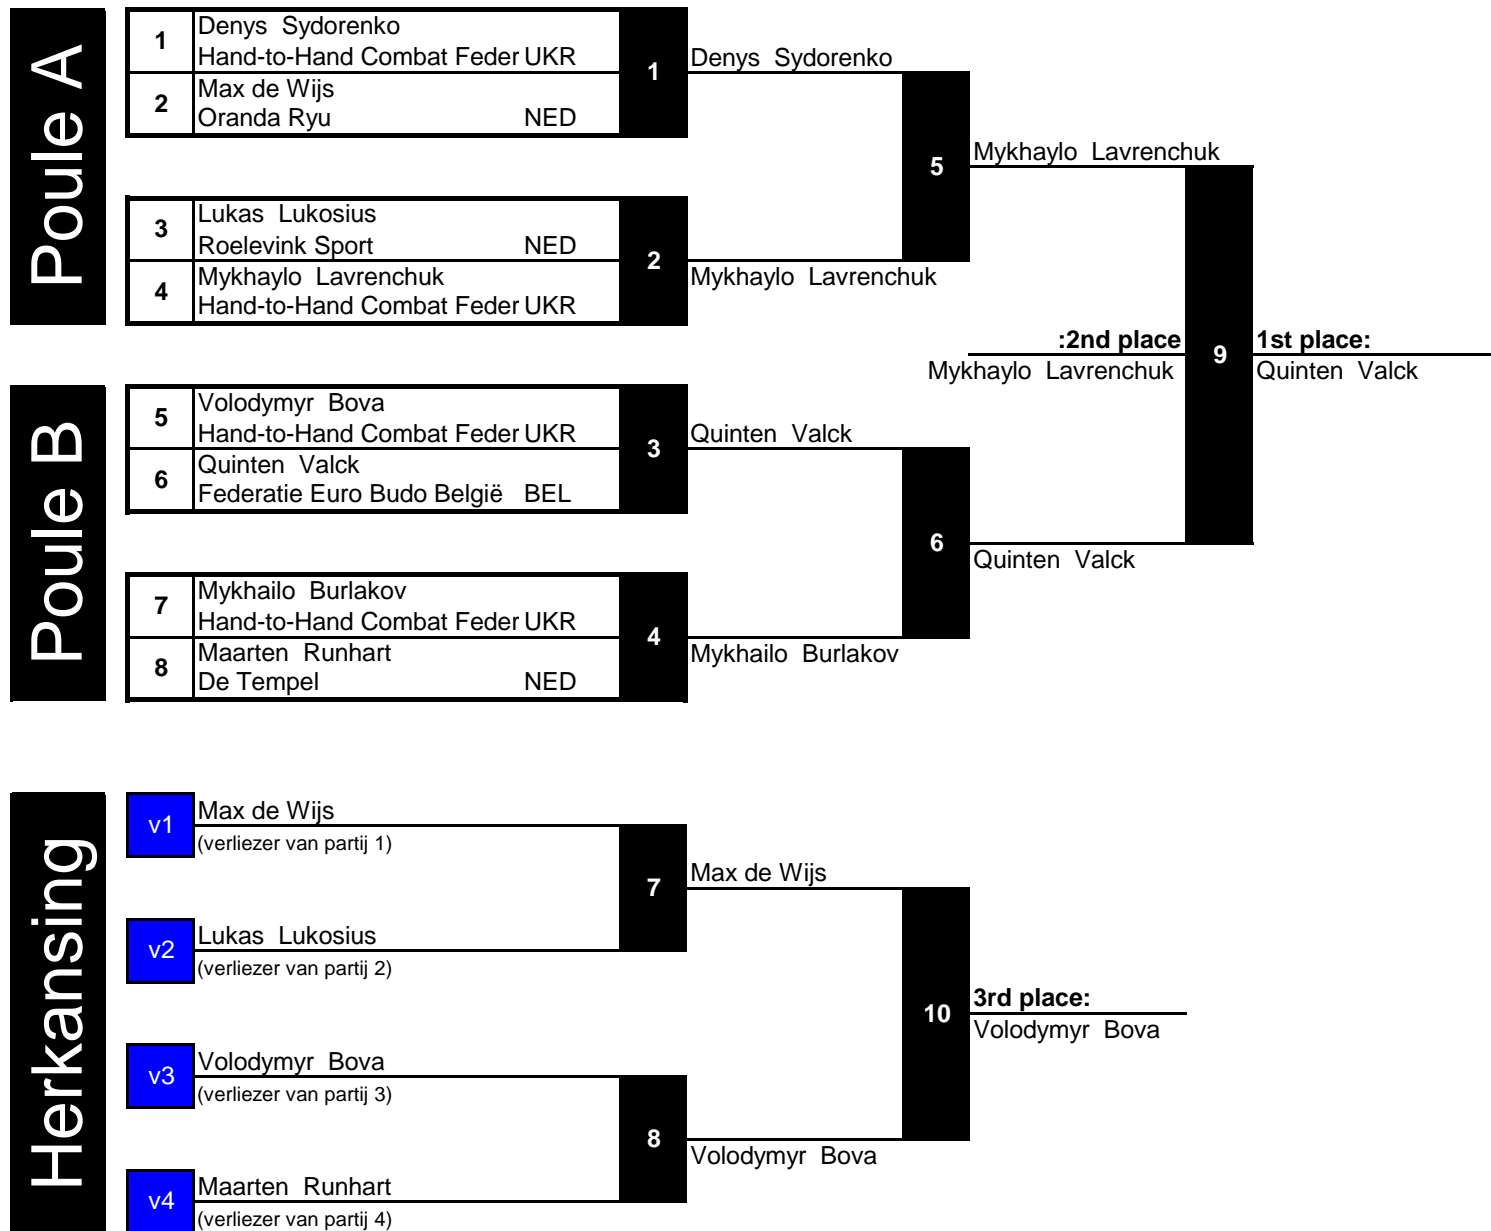 Poule A
1
Denys Sydorenko
Hand-to-Hand Combat Feder UKR
2
Max de Wijs
Oranda Ryu NED
1
Denys Sydorenko
3
Lukas Lukosius
Roelevink Sport NED
4
Mykhaylo Lavrenchuk
Hand-to-Hand Combat Feder UKR
2
Mykhaylo Lavrenchuk
5
Mykhaylo Lavrenchuk
:2nd place
Mykhaylo Lavrenchuk
9
1st place:
Quinten Valck
Poule B
5
Volodymyr Bova
Hand-to-Hand Combat Feder UKR
6
Quinten Valck
Federatie Euro Budo België BEL
3
Quinten Valck
7
Mykhailo Burlakov
Hand-to-Hand Combat Feder UKR
8
Maarten Runhart
De Tempel NED
4
Mykhailo Burlakov
6
Quinten Valck
Herkansing
v1
Max de Wijs
(verliezer van partij 1)
v2
Lukas Lukosius
(verliezer van partij 2)
7
Max de Wijs
v3
Volodymyr Bova
(verliezer van partij 3)
v4
Maarten Runhart
(verliezer van partij 4)
8
Volodymyr Bova
10
3rd place:
Volodymyr Bova